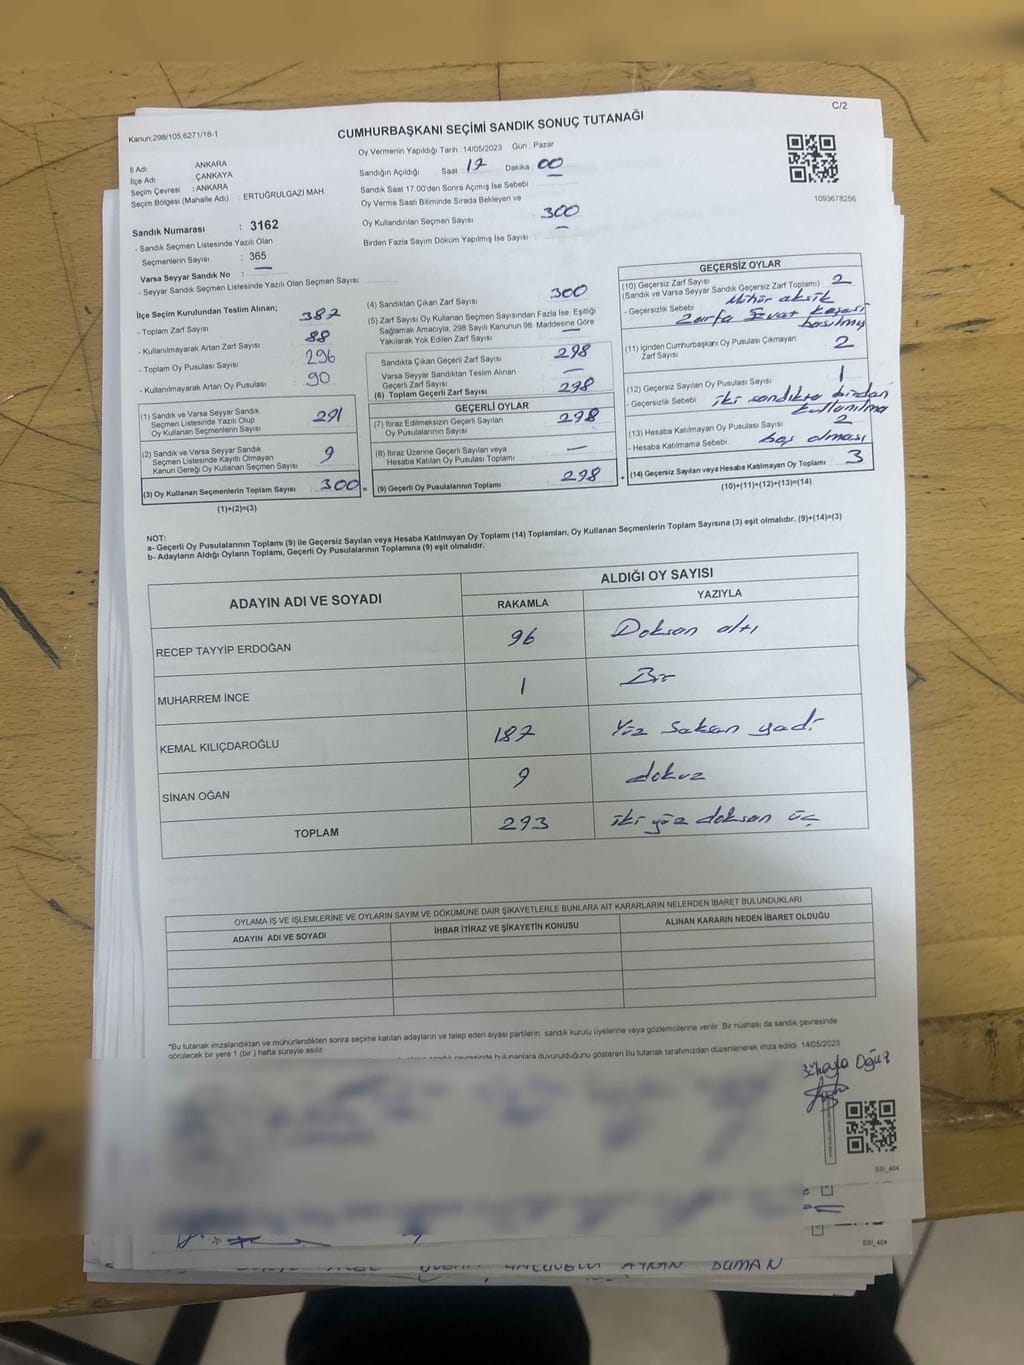 C/2
Kanun:298/105.6271/18-1
CUMHURBAŞKANI SEÇİMİ SANDIK SONUÇ TUTANAĞI
İl Adı : ANKARA
İlçe Adı : ÇANKAYA
Seçim Çevresi : ANKARA
Seçim Bölgesi (Mahalle Adı) : ERTUĞRULGAZİ MAH
Sandık Numarası : 3162
- Sandık Seçmen Listesinde Yazılı Olan
Seçmenlerin Sayısı : 365
Varsa Seyyar Sandık No :
- Seyyar Sandık Seçmen Listesinde Yazılı Olan Seçmen Sayısı:
Oy Vermenin Yapıldığı Tarih :14/05/2023 Gün : Pazar
Sandığın Açıldığı Saat : 17 Dakika : 00
Sandık Saat 17:00'den Sonra Açılmış İse Sebebi :
Oy Verme Saati Bitiminde Sırada Bekleyen ve
Oy Kullandırılan Seçmen Sayısı : 300
Birden Fazla Sayım Döküm Yapılmış İse Sayısı :
1093678256
İlçe Seçim Kurulundan Teslim Alınan;
- Toplam Zarf Sayısı : 387
- Kullanılmayarak Artan Zarf Sayısı : 88
- Toplam Oy Pusulası Sayısı : 296
- Kullanılmayarak Artan Oy Pusulası : 90
(1) Sandık ve Varsa Seyyar Sandık
Seçmen Listesinde Yazılı Olup
Oy Kullanan Seçmenlerin Sayısı : 291
(2) Sandık ve Varsa Seyyar Sandık
Seçmen Listesinde Kayıtlı Olmayan
Kanun Gereği Oy Kullanan Seçmen Sayısı : 9
(3) Oy Kullanan Seçmenlerin Toplam Sayısı : 300 =
(1)+(2)=(3)
(4) Sandıktan Çıkan Zarf Sayısı : 300
(5) Zarf Sayısı Oy Kullanan Seçmen Sayısından Fazla İse, Eşitliği
Sağlamak Amacıyla, 298 Sayılı Kanunun 98. Maddesine Göre
Yakılarak Yok Edilen Zarf Sayısı :
Sandıkta Çıkan Geçerli Zarf Sayısı : 298
Varsa Seyyar Sandıktan Teslim Alınan
Geçerli Zarf Sayısı : —
(6) Toplam Geçerli Zarf Sayısı : 298
GEÇERLİ OYLAR
(7) İtiraz Edilmeksizin Geçerli Sayılan
Oy Pusulalarının Sayısı : 298
(8) İtiraz Üzerine Geçerli Sayılan veya
Hesaba Katılan Oy Pusulası Toplamı : —
(9) Geçerli Oy Pusulalarının Toplamı : 298 +
GEÇERSİZ OYLAR
(10) Geçersiz Zarf Sayısı
(Sandık ve Varsa Seyyar Sandık Geçersiz Zarf Toplamı) : 2
- Geçersizlik Sebebi : Mühür eksik
Zarfa Evet kaşesi
basılmış
(11) İçinden Cumhurbaşkanı Oy Pusulası Çıkmayan
Zarf Sayısı : 2
(12) Geçersiz Sayılan Oy Pusulası Sayısı : 1
- Geçersizlik Sebebi : iki sandıkta birden
kullanılma
(13) Hesaba Katılmayan Oy Pusulası Sayısı : 2
- Hesaba Katılmama Sebebi : boş olması
(14) Geçersiz Sayılan veya Hesaba Katılmayan Oy Toplamı : 3
(10)+(11)+(12)+(13)=(14)
NOT:
a- Geçerli Oy Pusulalarının Toplamı (9) ile Geçersiz Sayılan veya Hesaba Katılmayan Oy Toplamı (14) Toplamları, Oy Kullanan Seçmenlerin Toplam Sayısına (3) eşit olmalıdır. (9)+(14)=(3)
b- Adayların Aldığı Oyların Toplamı, Geçerli Oy Pusulalarının Toplamına (9) eşit olmalıdır.
ADAYIN ADI VE SOYADI
ALDIĞI OY SAYISI
RAKAMLA YAZIYLA
RECEP TAYYİP ERDOĞAN 96 Doksan altı
MUHARREM İNCE 1 Bir
KEMAL KILIÇDAROĞLU 187 Yüz Seksen yedi
SİNAN OĞAN 9 dokuz
TOPLAM 293 iki yüz doksan üç
OYLAMA İŞ VE İŞLEMLERİNE VE OYLARIN SAYIM VE DÖKÜMÜNE DAİR ŞİKAYETLERLE BUNLARA AİT KARARLARIN NELERDEN İBARET BULUNDUKLARI
ADAYIN ADI VE SOYADI İHBAR İTİRAZ VE ŞİKAYETİN KONUSU ALINAN KARARIN NEDEN İBARET OLDUĞU
*Bu tutanak imzalandıktan ve mühürlendikten sonra seçime katılan adayların ve talep eden siyasi partilerin, sandık kurulu üyelerine veya gözlemcilerine verilir. Bir nüshası da sandık çevresinde
görülecek bir yere 1 (bir ) hafta süreyle asılır.
sandık çevresinde bulunanlara duyurulduğunu gösteren bu tutanak tarafımızdan düzenlenerek imza edildi. 14/05/2023
Süheyla Oğuz
SSI_404
SSI_404
AYKAN DUMAN